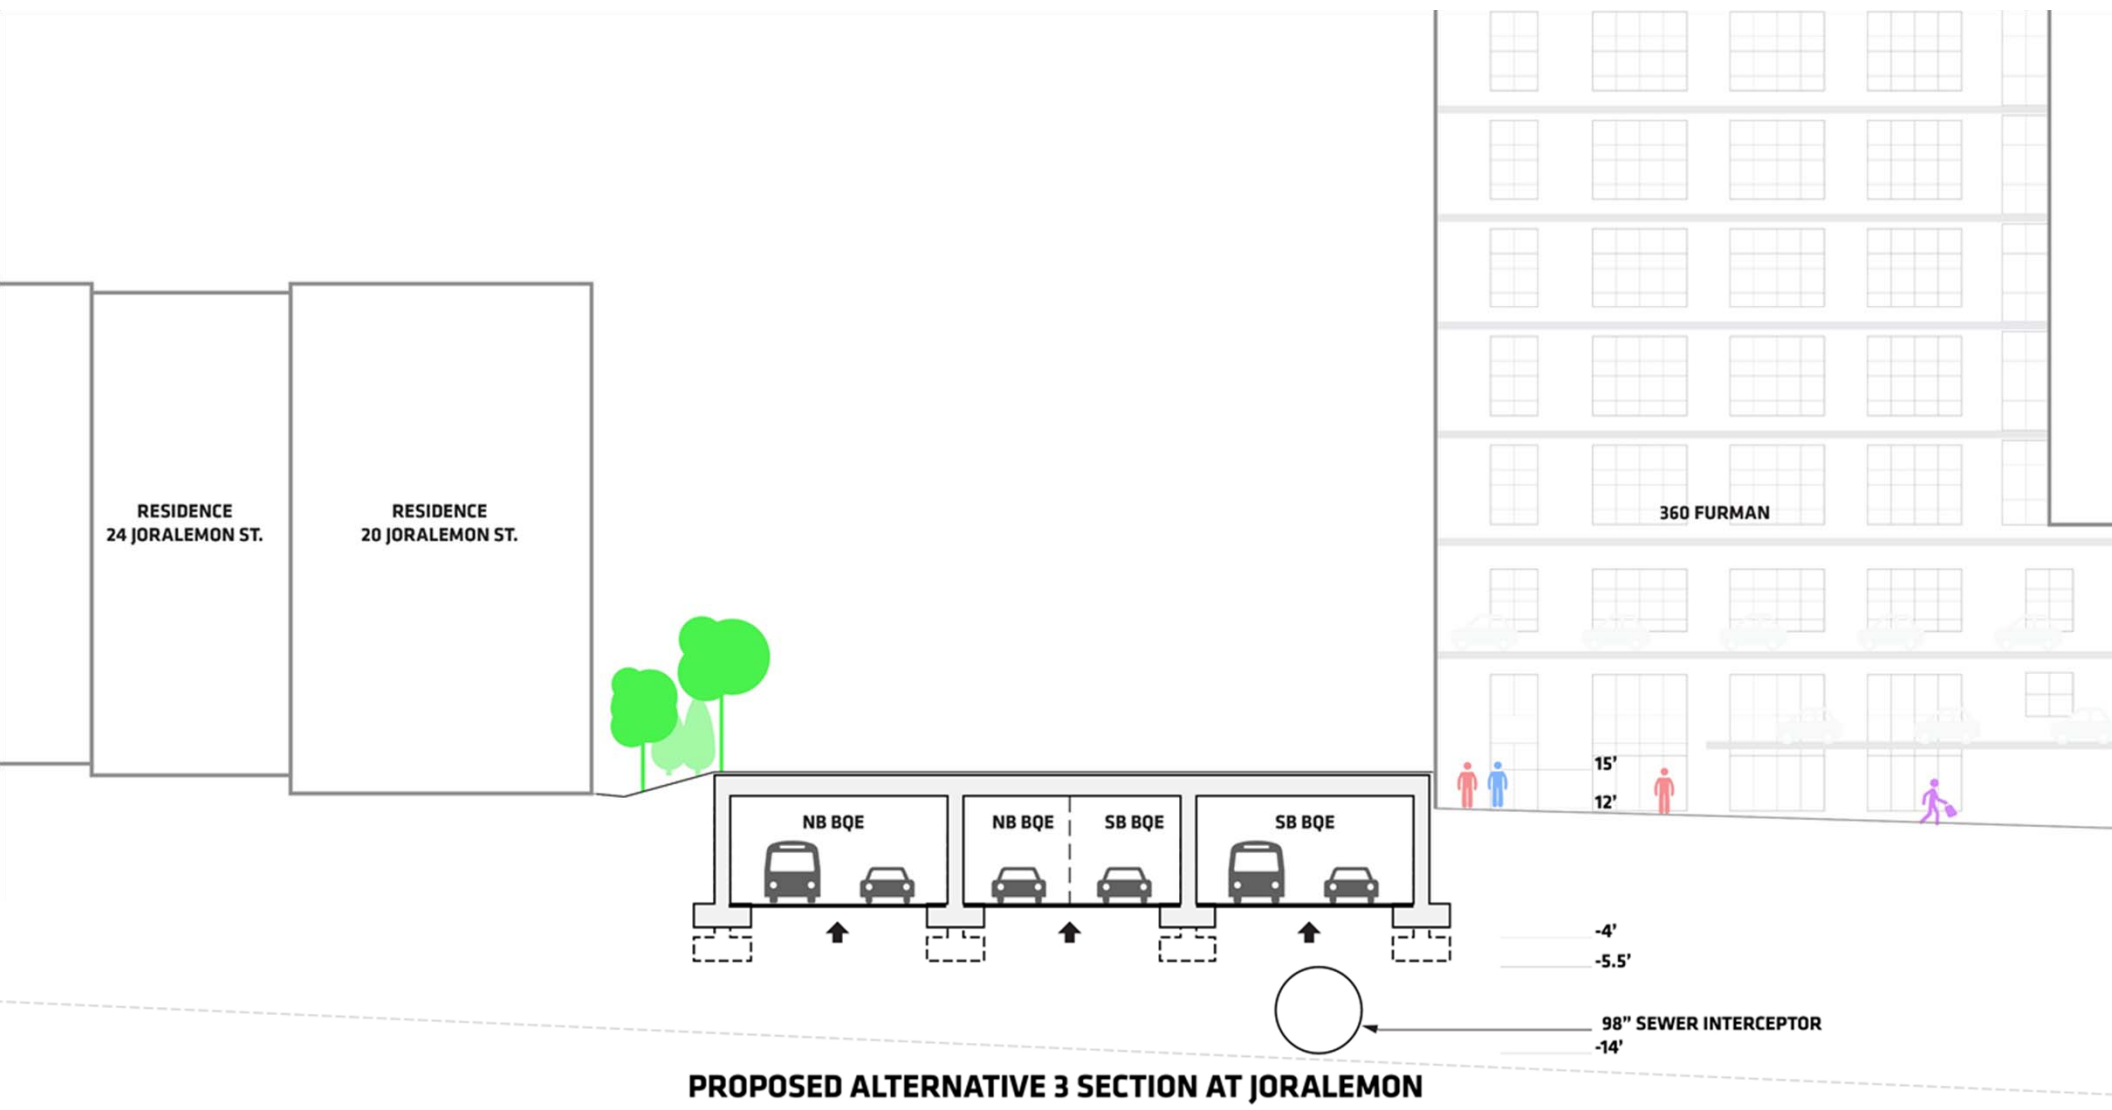 RESIDENCE
24 JORALEMON ST.
RESIDENCE
20 JORALEMON ST.
360 FURMAN
15’
12’
NB BQE
NB BQE
SB BQE
SB BQE
-4’
-5.5’
98” SEWER INTERCEPTOR
-14’
PROPOSED ALTERNATIVE 3 SECTION AT JORALEMON